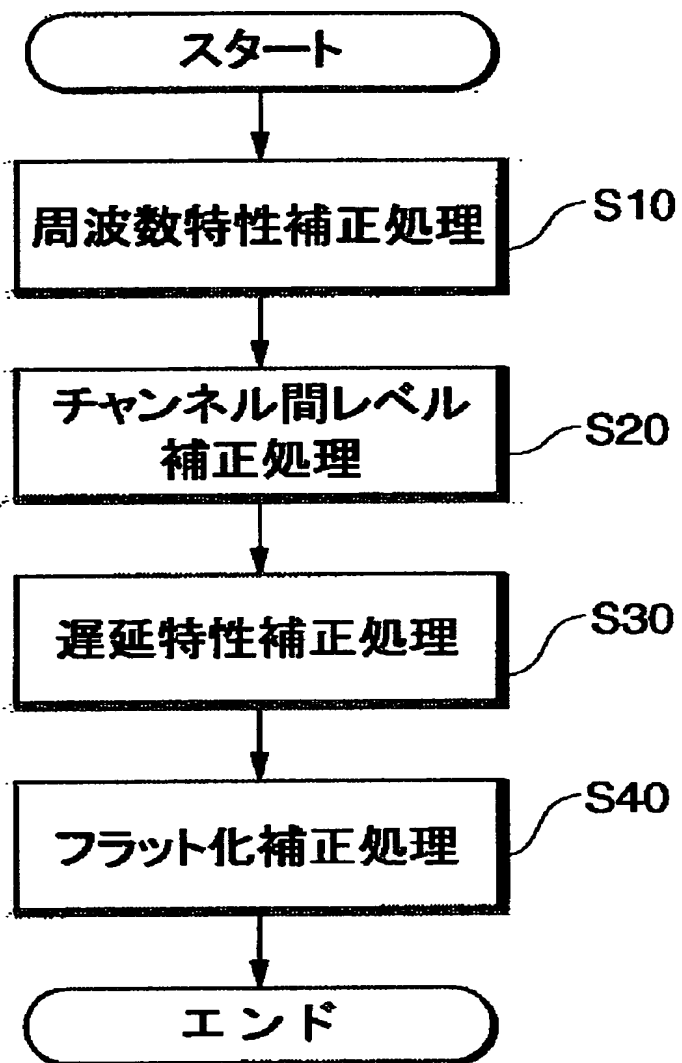 スタート
周波数特性補正処理
S10
チャンネル間レベル
補正処理
S20
遅延特性補正処理
S30
フラット化補正処理
S40
エンド